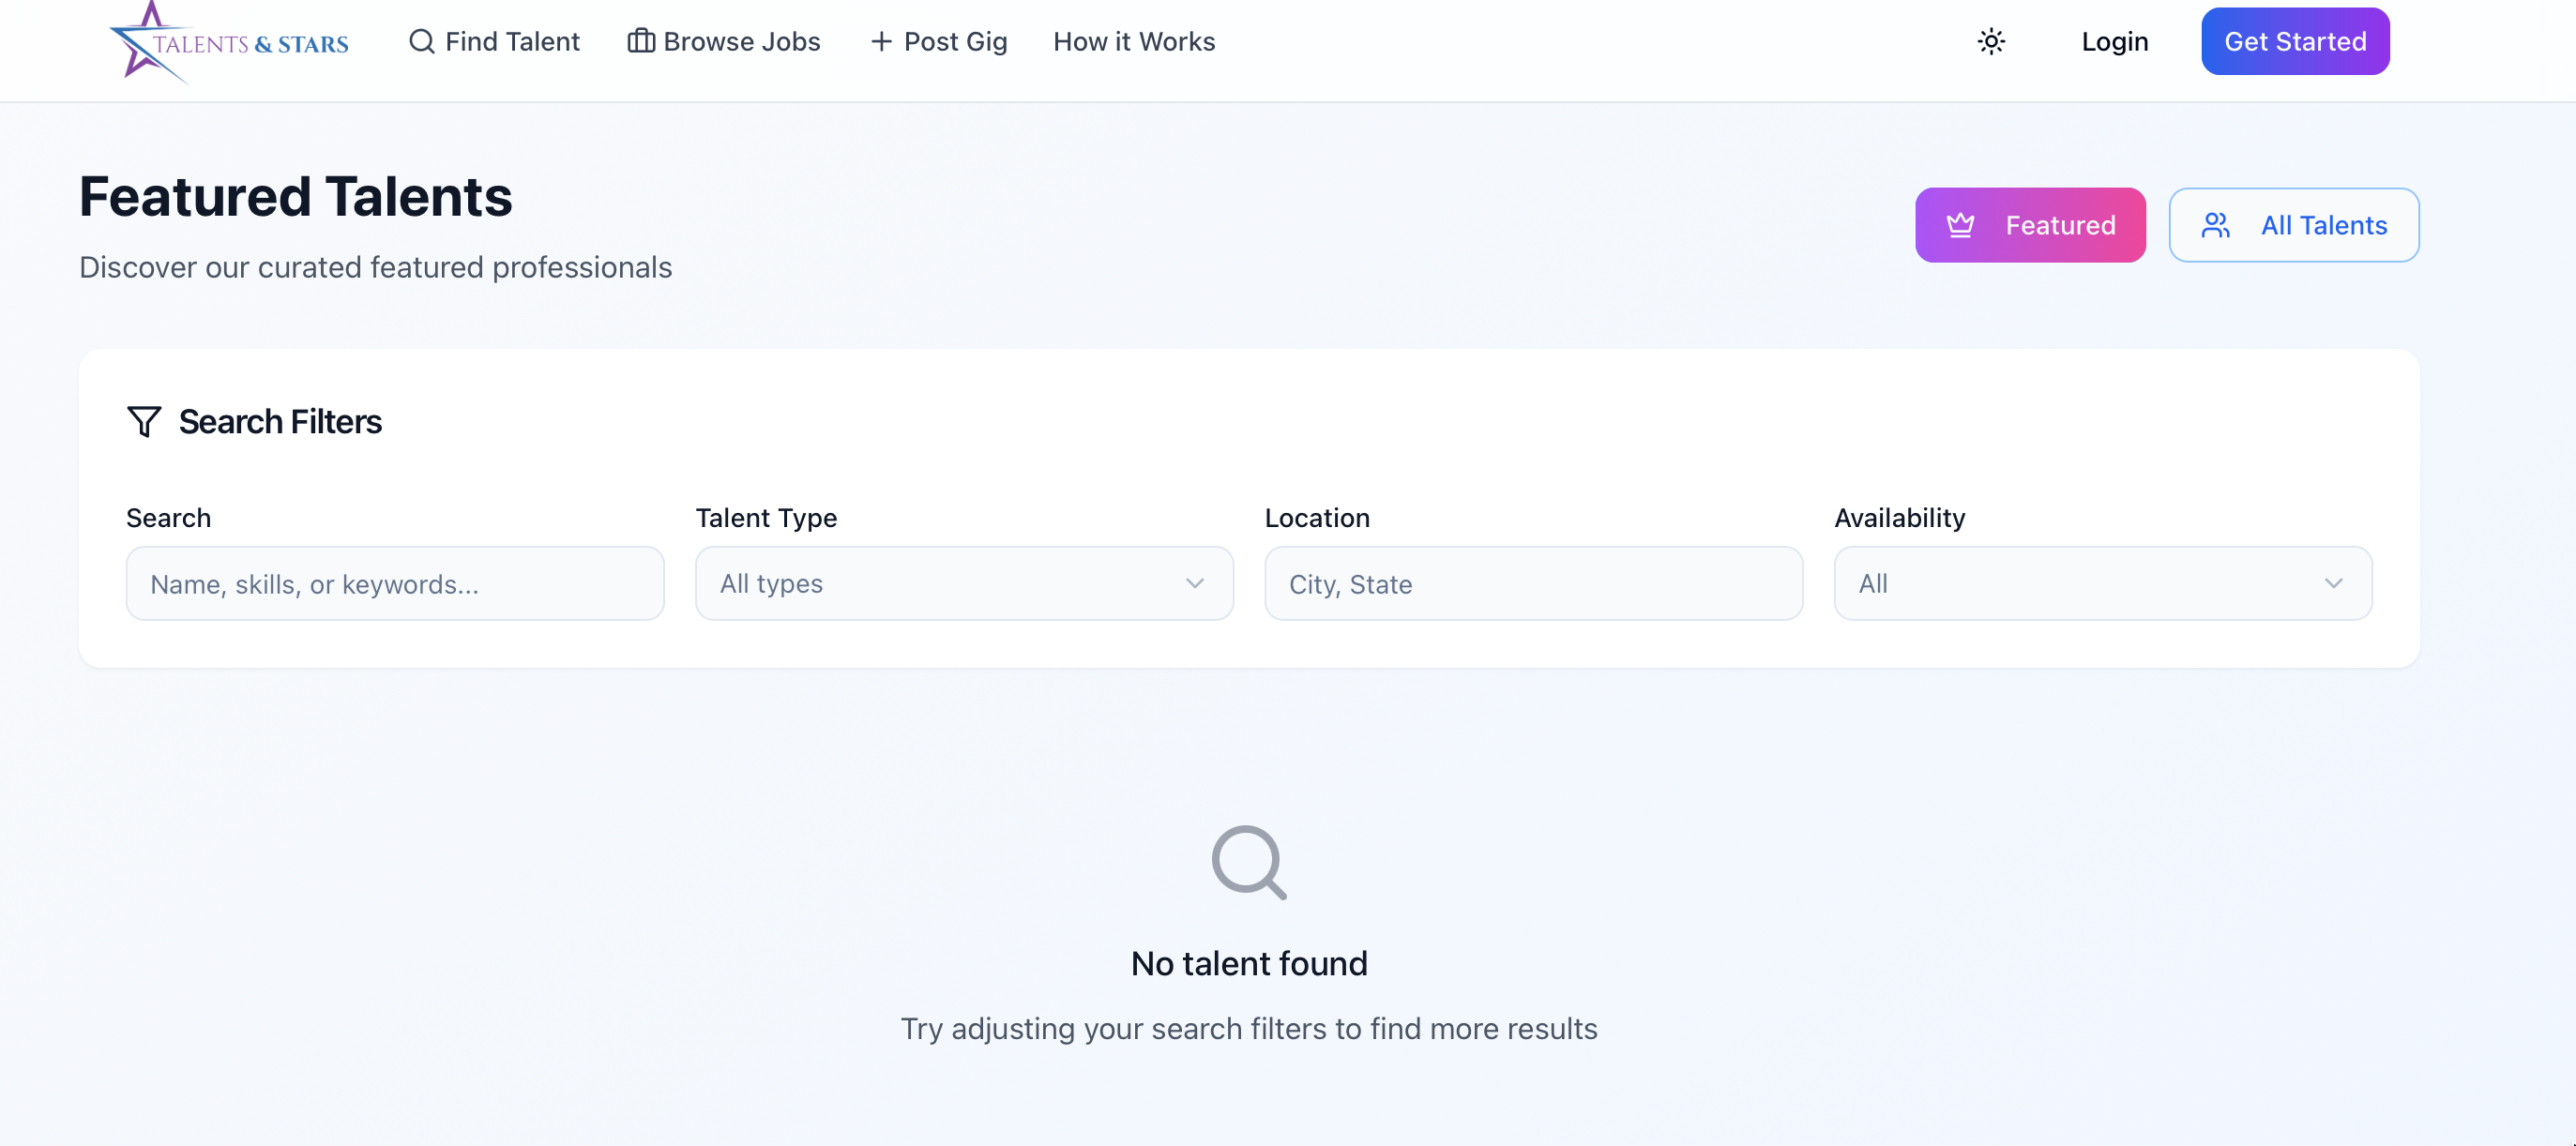 TALENTS & STARS
Find Talent
Browse Jobs
Post Gig
How it Works
Login
Get Started
Featured Talents
Discover our curated featured professionals
Featured
All Talents
Search Filters
Search
Talent Type
Location
Availability
Name, skills, or keywords...
All types
City, State
All
No talent found
Try adjusting your search filters to find more results